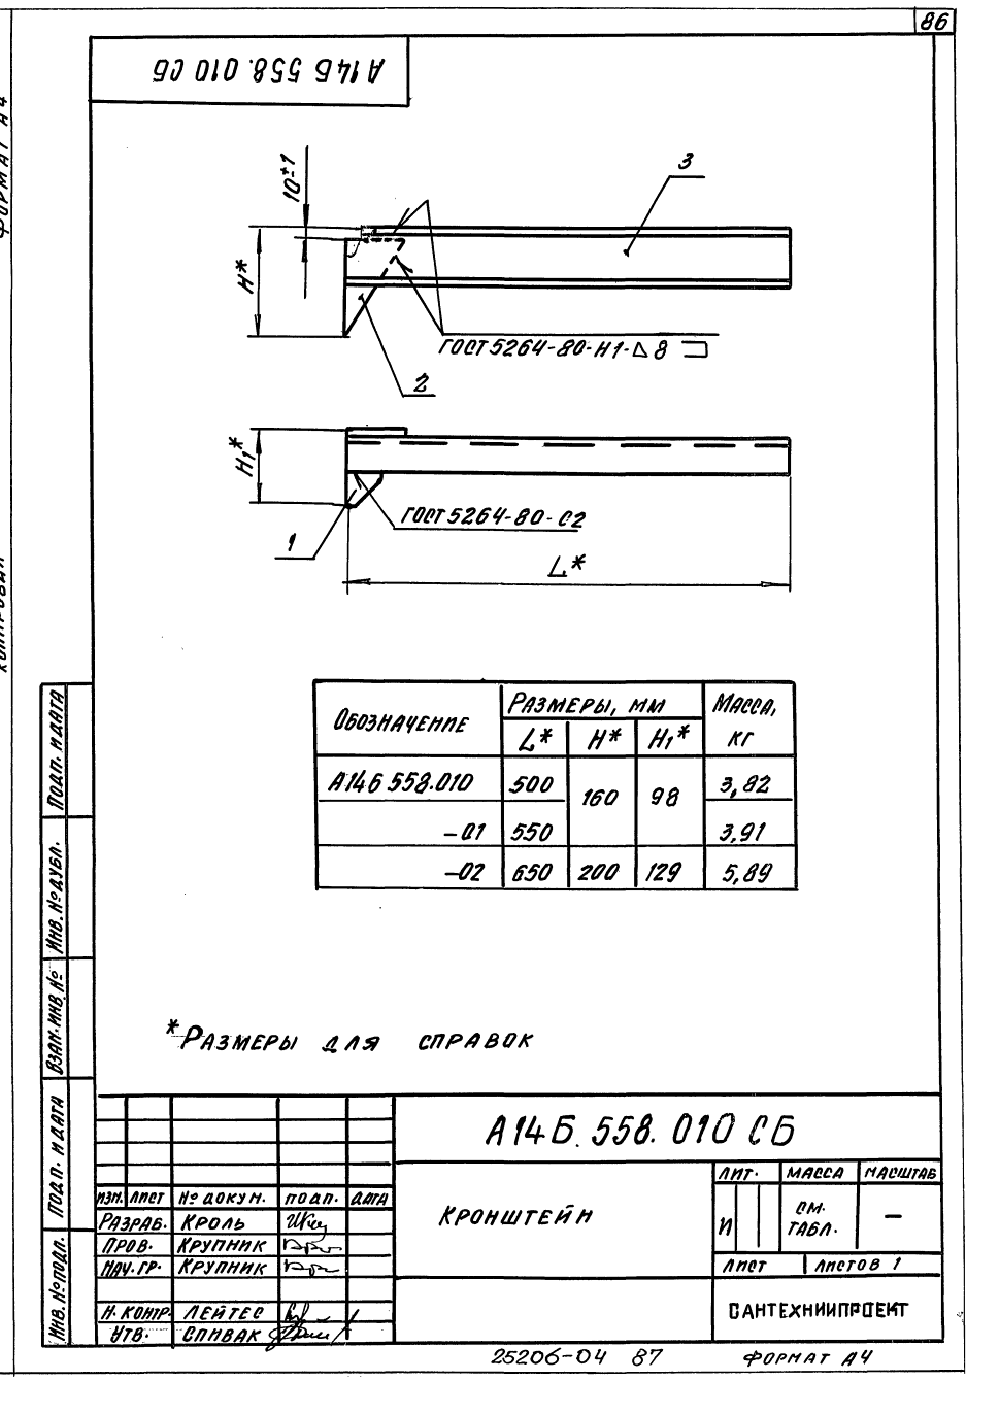 86
А14Б 558.010 СБ
ФОРМАТ А4
10±1
3
H*
ГОСТ 5264-80-Н1-△8
2
H₁*
ГОСТ 5264-80-С2
1
L*
ОБОЗНАЧЕНИЕ РАЗМЕРЫ, ММ МАССА, КГ
L* H* H₁*
А14Б 558.010 500 160 98 3,82
-01 550 3,91
-02 650 200 129 5,89
* РАЗМЕРЫ ДЛЯ СПРАВОК
КОПИРОВАЛ
ПОДП. И ДАТА
ИНВ. № ДУБЛ.
ВЗАМ. ИНВ. №
ПОДП. И ДАТА
ИНВ. № ПОДЛ.
А14Б. 558. 010 СБ
ИЗМ. ЛИСТ № ДОКУМ. ПОДП. ДАТА
РАЗРАБ. КРОЛЬ
ПРОВ. КРУПНИК
НАЧ. ГР. КРУПНИК
Н. КОНТР. ЛЕЙТЕС
УТВ. СПИВАК
КРОНШТЕЙН
ЛИТ. МАССА МАСШТАБ
И СМ. ТАБЛ. —
ЛИСТ ЛИСТОВ 1
САНТЕХНИИПРОЕКТ
25206-04 87 ФОРМАТ А4